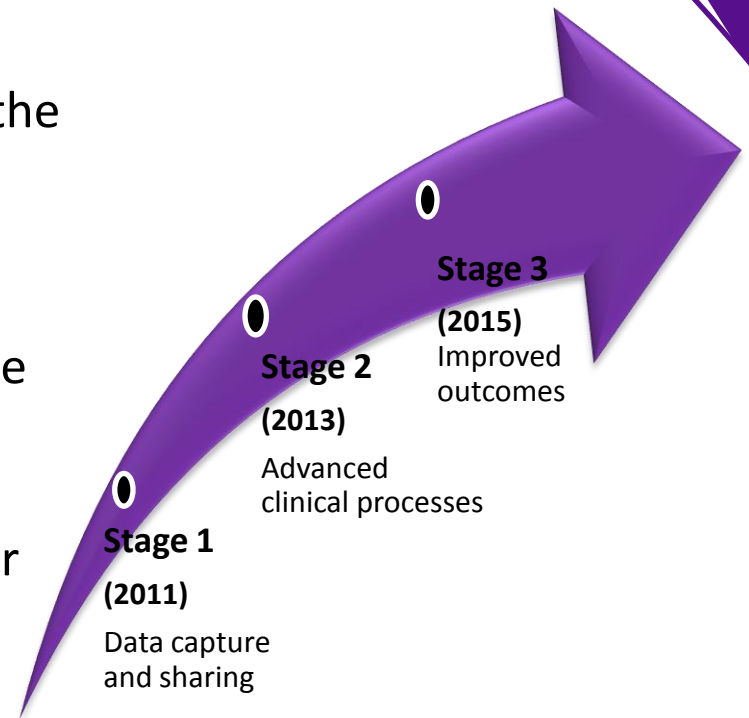 the
e
r
Stage 3
(2015)
Improved
outcomes
Stage 2
(2013)
Advanced
clinical processes
Stage 1
(2011)
Data capture
and sharing